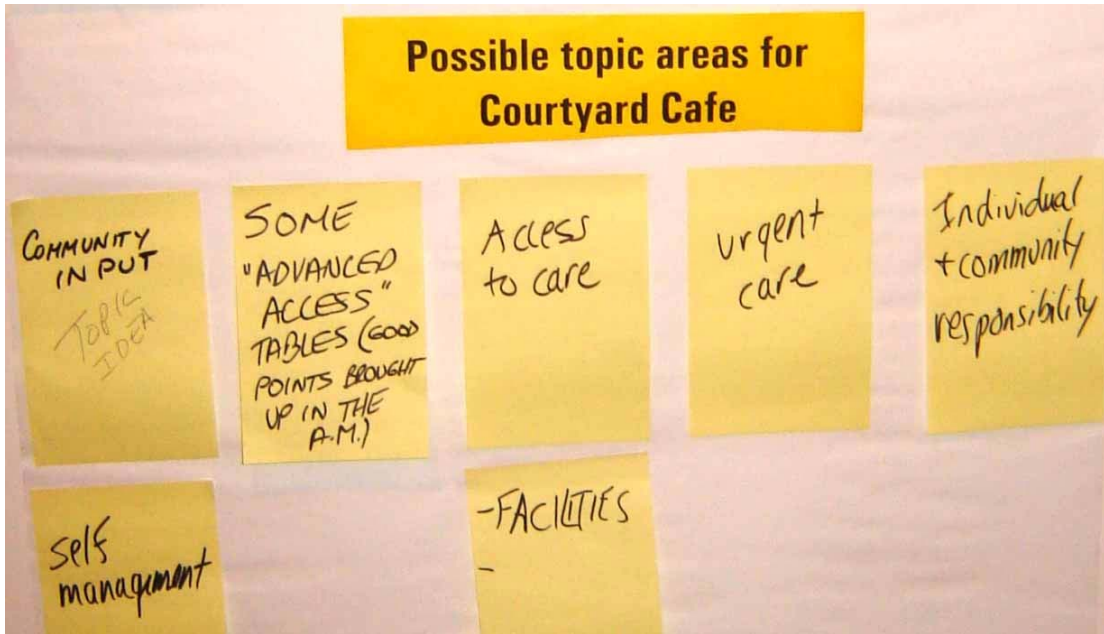 Possible topic areas for
Courtyard Cafe
COMMUNITY
IN PUT
TOPIC
IDEA
SOME
"ADVANCED
ACCESS"
TABLES (GOOD
POINTS BROUGHT
UP IN THE
A.M.)
Access
to care
urgent
care
Individual
+ community
responsibility
self
management
-FACILITIES
-